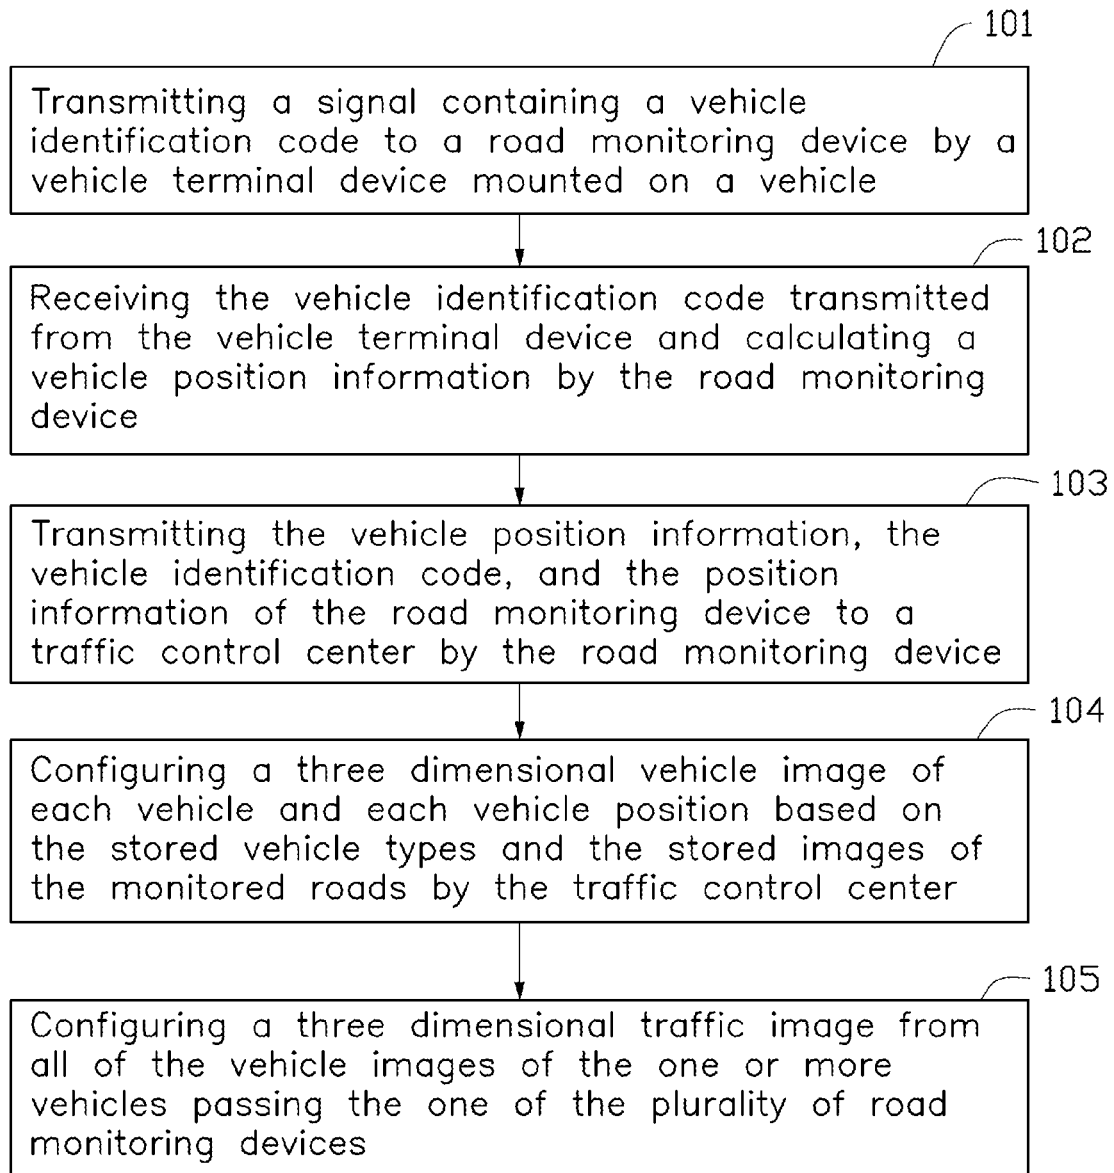 101
Transmitting a signal containing a vehicle
identification code to a road monitoring device by a
vehicle terminal device mounted on a vehicle
102
Receiving the vehicle identification code transmitted
from the vehicle terminal device and calculating a
vehicle position information by the road monitoring
device
103
Transmitting the vehicle position information, the
vehicle identification code, and the position
information of the road monitoring device to a
traffic control center by the road monitoring device
104
Configuring a three dimensional vehicle image of
each vehicle and each vehicle position based on
the stored vehicle types and the stored images of
the monitored roads by the traffic control center
105
Configuring a three dimensional traffic image from
all of the vehicle images of the one or more
vehicles passing the one of the plurality of road
monitoring devices